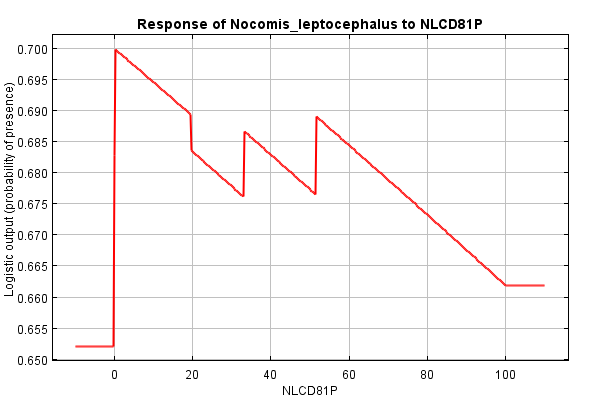 Response of Nocomis_leptocephalus to NLCD81P
Logistic output (probability of presence)
0.700
0.695
0.690
0.685
0.680
0.675
0.670
0.665
0.660
0.655
0.650
0 20 40 60 80 100
NLCD81P